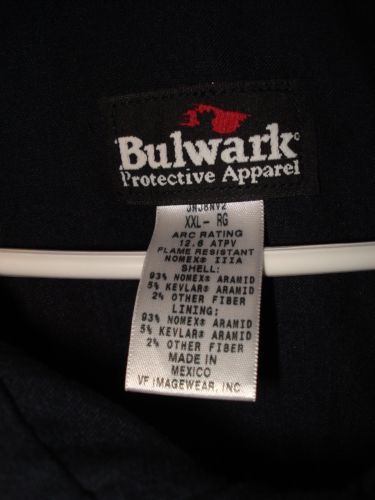 Bulwark
Protective Apparel
JNJ8NV2
XXL- RG
ARC RATING
12.6 ATPV
FLAME RESISTANT
NOMEX® IIIA
SHELL:
93% NOMEX® ARAMID
5% KEVLAR® ARAMID
2% OTHER FIBER
LINING:
93% NOMEX® ARAMID
5% KEVLAR® ARAMID
2% OTHER FIBER
MADE IN
MEXICO
VF IMAGEWEAR, INC